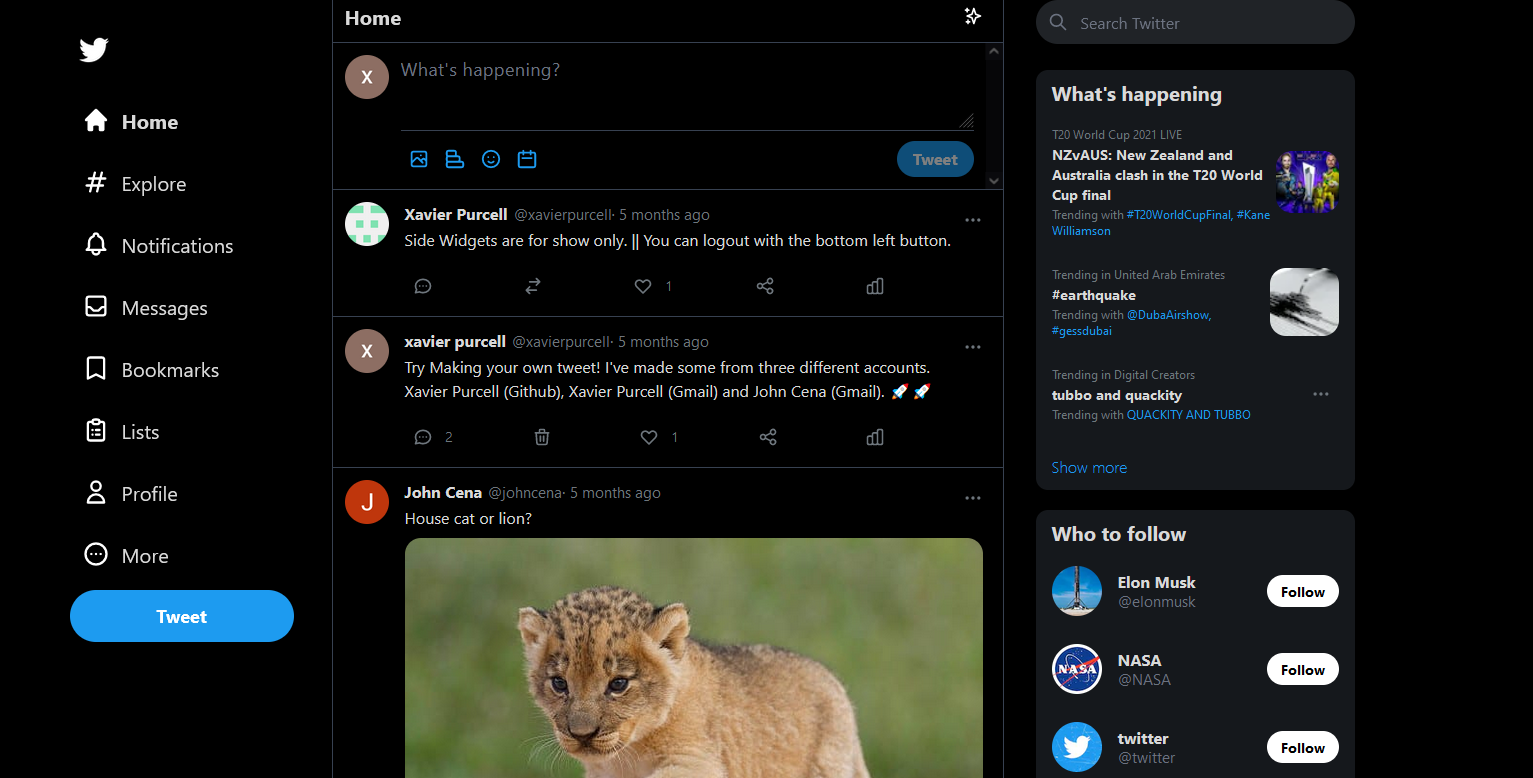 Home
Explore
Notifications
Messages
Bookmarks
Lists
Profile
More
Tweet
Home
X
What's happening?
Tweet
Xavier Purcell @xavierpurcell· 5 months ago
Side Widgets are for show only. || You can logout with the bottom left button.
1
X
xavier purcell @xavierpurcell· 5 months ago
Try Making your own tweet! I've made some from three different accounts.
Xavier Purcell (Github), Xavier Purcell (Gmail) and John Cena (Gmail). 🚀 🚀
2 1
J
John Cena @johncena· 5 months ago
House cat or lion?
Search Twitter
What's happening
T20 World Cup 2021 LIVE
NZvAUS: New Zealand and
Australia clash in the T20 World
Cup final
Trending with #T20WorldCupFinal, #Kane
Williamson
Trending in United Arab Emirates
#earthquake
Trending with @DubaAirshow,
#gessdubai
Trending in Digital Creators
tubbo and quackity
Trending with QUACKITY AND TUBBO
Show more
Who to follow
Elon Musk
@elonmusk
Follow
NASA
NASA
@NASA
Follow
twitter
@twitter
Follow